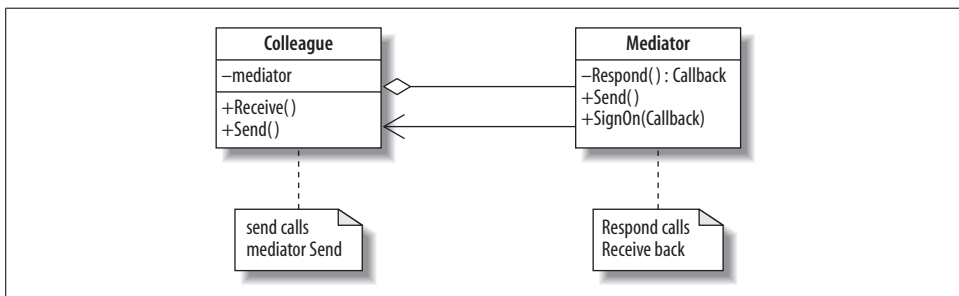 Colleague
–mediator
+Receive()
+Send()
Mediator
–Respond() : Callback
+Send()
+SignOn(Callback)
send calls
mediator Send
Respond calls
Receive back